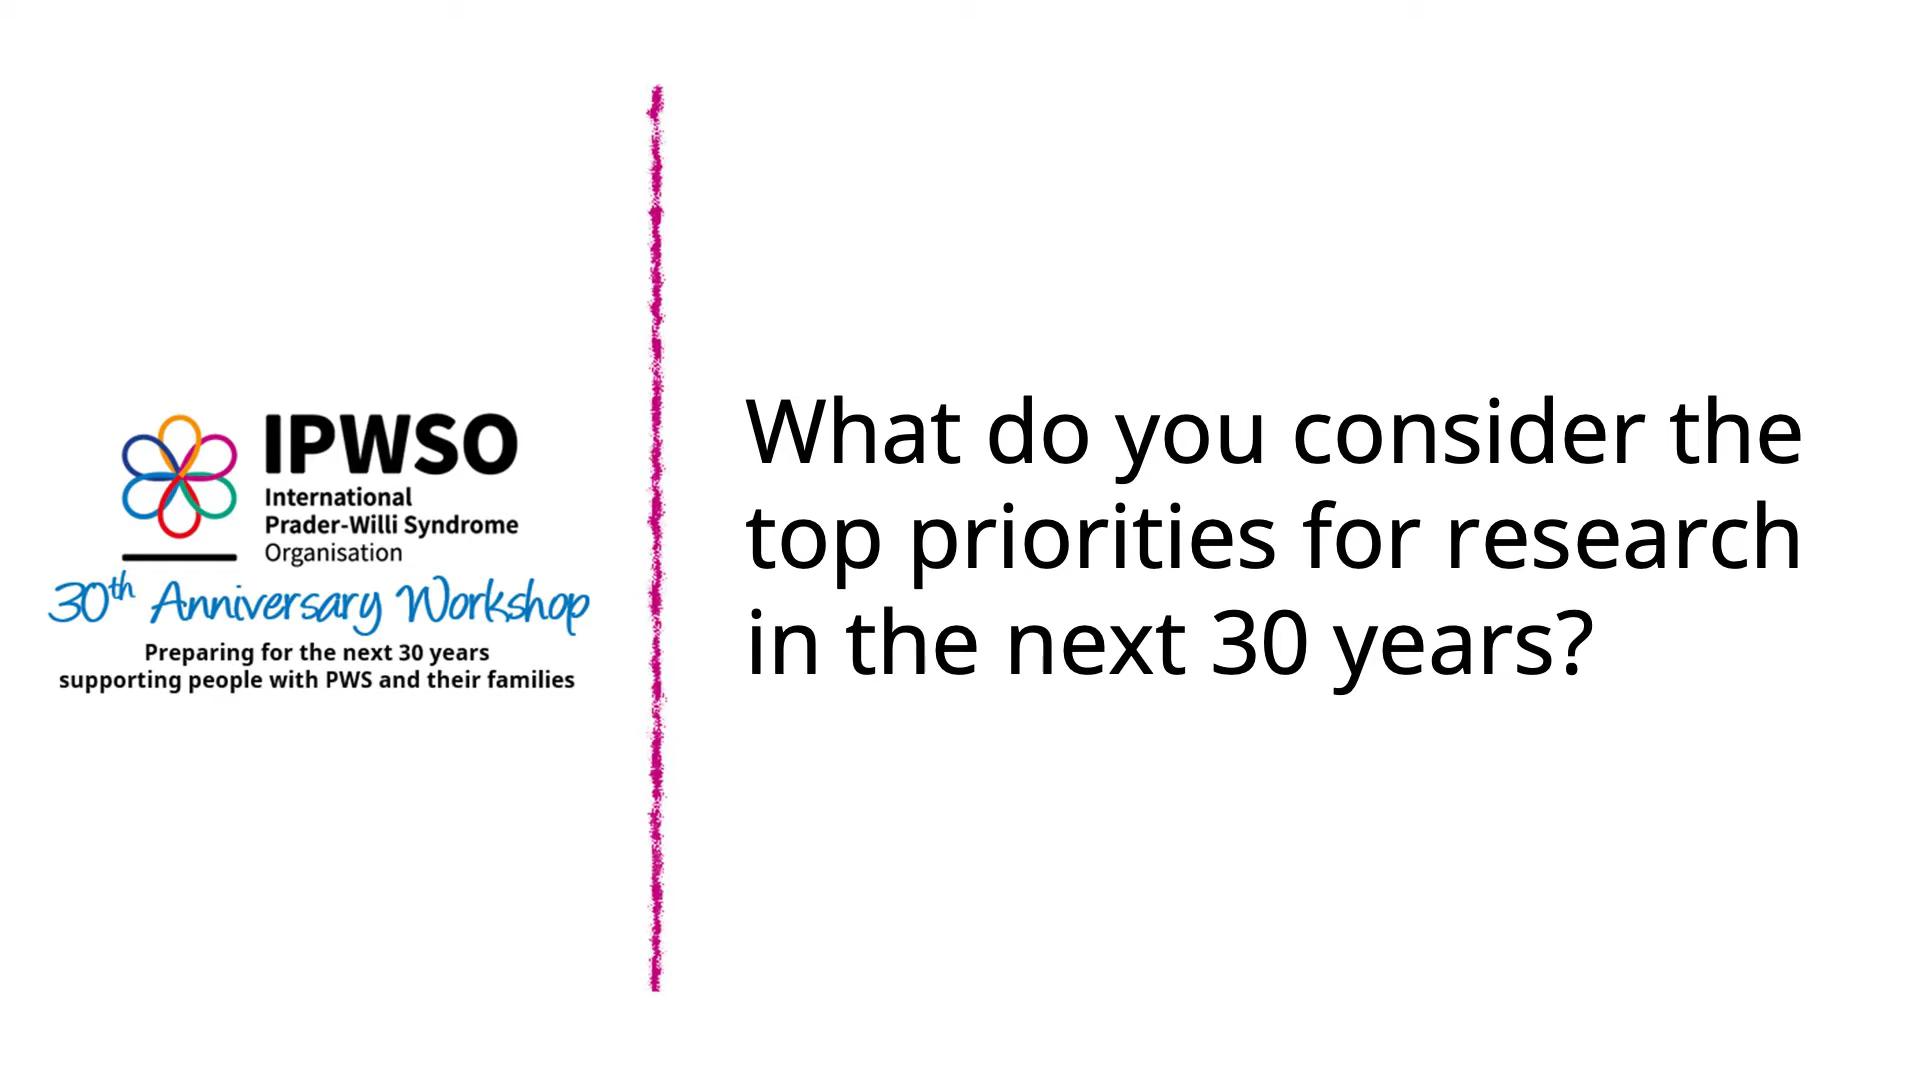 IPWSO
International
Prader-Willi Syndrome
Organisation
30th Anniversary Workshop
Preparing for the next 30 years
supporting people with PWS and their families
What do you consider the
top priorities for research
in the next 30 years?